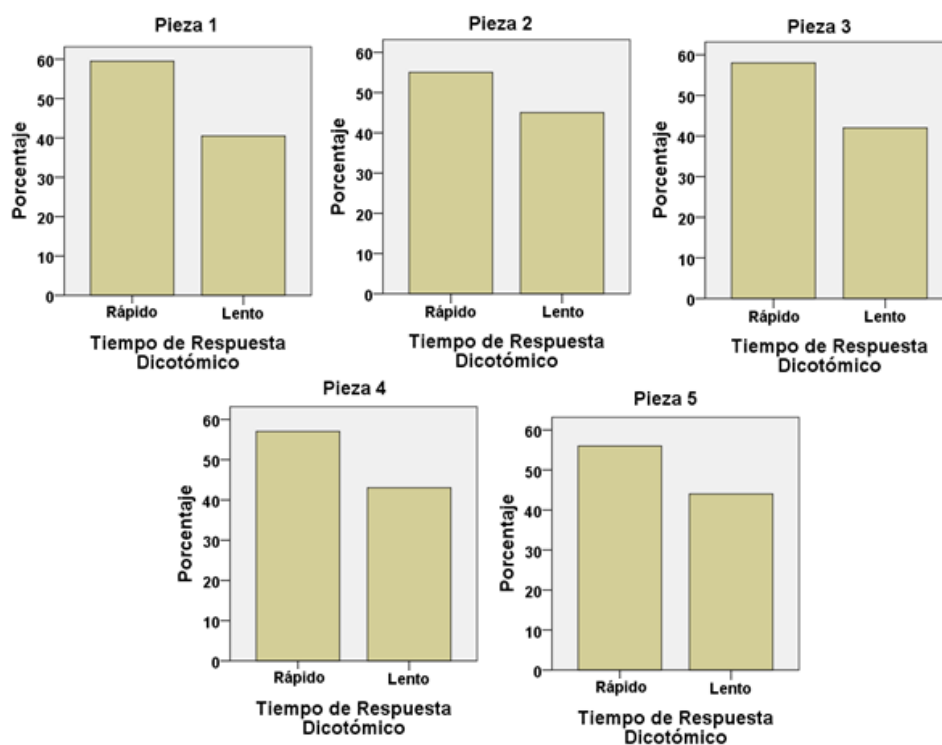 Pieza 1
Porcentaje
60
50
40
30
20
10
0
Rápido Lento
Tiempo de Respuesta
Dicotómico
Pieza 2
Porcentaje
60
50
40
30
20
10
0
Rápido Lento
Tiempo de Respuesta
Dicotómico
Pieza 3
Porcentaje
60
50
40
30
20
10
0
Rápido Lento
Tiempo de Respuesta
Dicotómico
Pieza 4
Porcentaje
60
50
40
30
20
10
0
Rápido Lento
Tiempo de Respuesta
Dicotómico
Pieza 5
Porcentaje
60
50
40
30
20
10
0
Rápido Lento
Tiempo de Respuesta
Dicotómico